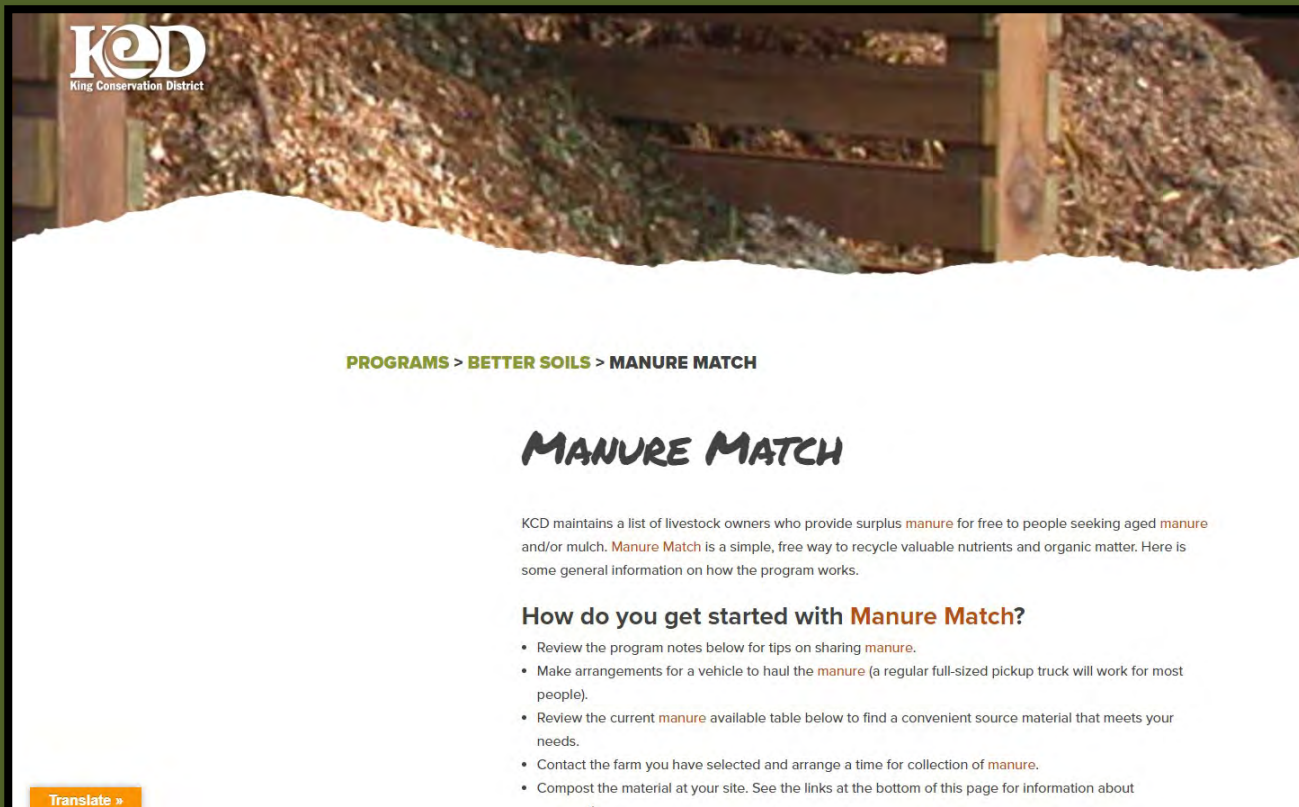 KCD
King Conservation District
PROGRAMS > BETTER SOILS > MANURE MATCH
MANURE MATCH
KCD maintains a list of livestock owners who provide surplus manure for free to people seeking aged manure
and/or mulch. Manure Match is a simple, free way to recycle valuable nutrients and organic matter. Here is
some general information on how the program works.
How do you get started with Manure Match?
• Review the program notes below for tips on sharing manure.
• Make arrangements for a vehicle to haul the manure (a regular full-sized pickup truck will work for most
people).
• Review the current manure available table below to find a convenient source material that meets your
needs.
• Contact the farm you have selected and arrange a time for collection of manure.
• Compost the material at your site. See the links at the bottom of this page for information about
Translate »